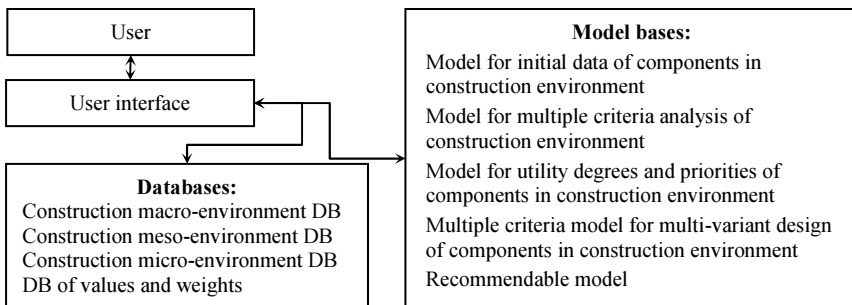 User
User interface
Databases:
Construction macro-environment DB
Construction meso-environment DB
Construction micro-environment DB
DB of values and weights
Model bases:
Model for initial data of components in
construction environment
Model for multiple criteria analysis of
construction environment
Model for utility degrees and priorities of
components in construction environment
Multiple criteria model for multi-variant design
of components in construction environment
Recommendable model